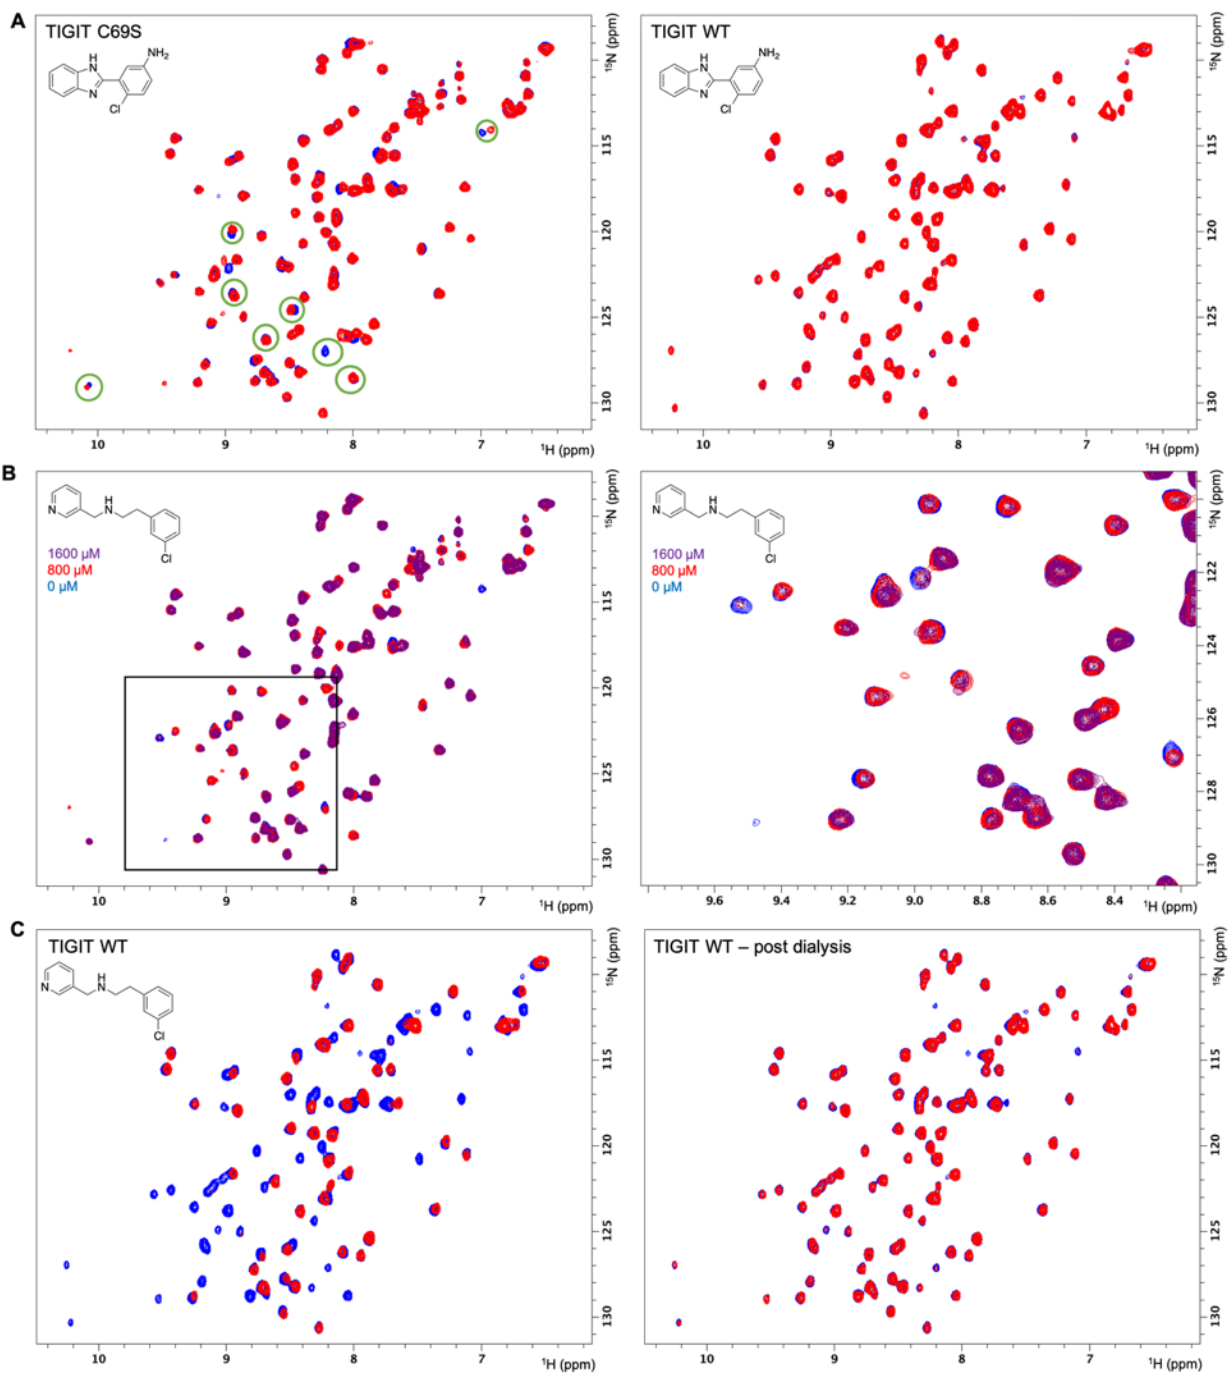 A
TIGIT C69S
H
N
NH₂
N
Cl
115
120
125
130
¹⁵N (ppm)
10
9
8
7
¹H (ppm)
TIGIT WT
H
N
NH₂
N
Cl
115
120
125
130
¹⁵N (ppm)
10
9
8
7
¹H (ppm)
B
H
N
N
Cl
1600 µM
800 µM
0 µM
115
120
125
130
¹⁵N (ppm)
10
9
8
7
¹H (ppm)
H
N
N
Cl
1600 µM
800 µM
0 µM
122
124
126
128
130
¹⁵N (ppm)
9.6
9.4
9.2
9.0
8.8
8.6
8.4
¹H (ppm)
C
TIGIT WT
H
N
N
Cl
115
120
125
130
¹⁵N (ppm)
10
9
8
7
¹H (ppm)
TIGIT WT – post dialysis
115
120
125
130
¹⁵N (ppm)
10
9
8
7
¹H (ppm)